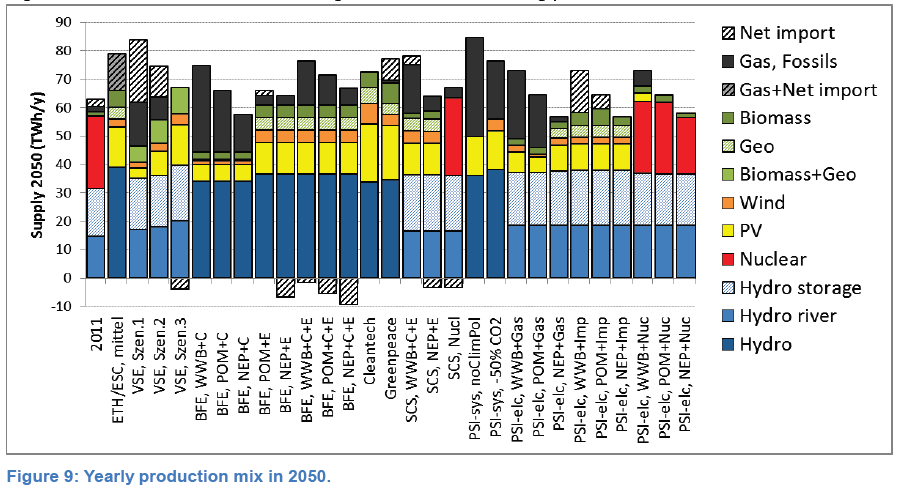 Supply 2050 (TWh/y)
90
80
70
60
50
40
30
20
10
0
-10
2011
ETH/ESC, mittel
VSE, Szen.1
VSE, Szen.2
VSE, Szen.3
BFE, WWB+C
BFE, POM+C
BFE, NEP+C
BFE, POM+E
BFE, NEP+E
BFE, WWB+C+E
BFE, POM+C+E
BFE, NEP+C+E
Cleantech
Greenpeace
SCS, WWB+C+E
SCS, NEP+E
SCS, Nucl
PSI-sys, noClimPol
PSI-sys, -50% CO2
PSI-elc, WWB+Gas
PSI-elc, POM+Gas
PSI-elc, NEP+Gas
PSI-elc, WWB+Imp
PSI-elc, POM+Imp
PSI-elc, NEP+Imp
PSI-elc, WWB+Nuc
PSI-elc, POM+Nuc
PSI-elc, NEP+Nuc
Net import
Gas, Fossils
Gas+Net import
Biomass
Geo
Biomass+Geo
Wind
PV
Nuclear
Hydro storage
Hydro river
Hydro
Figure 9: Yearly production mix in 2050.